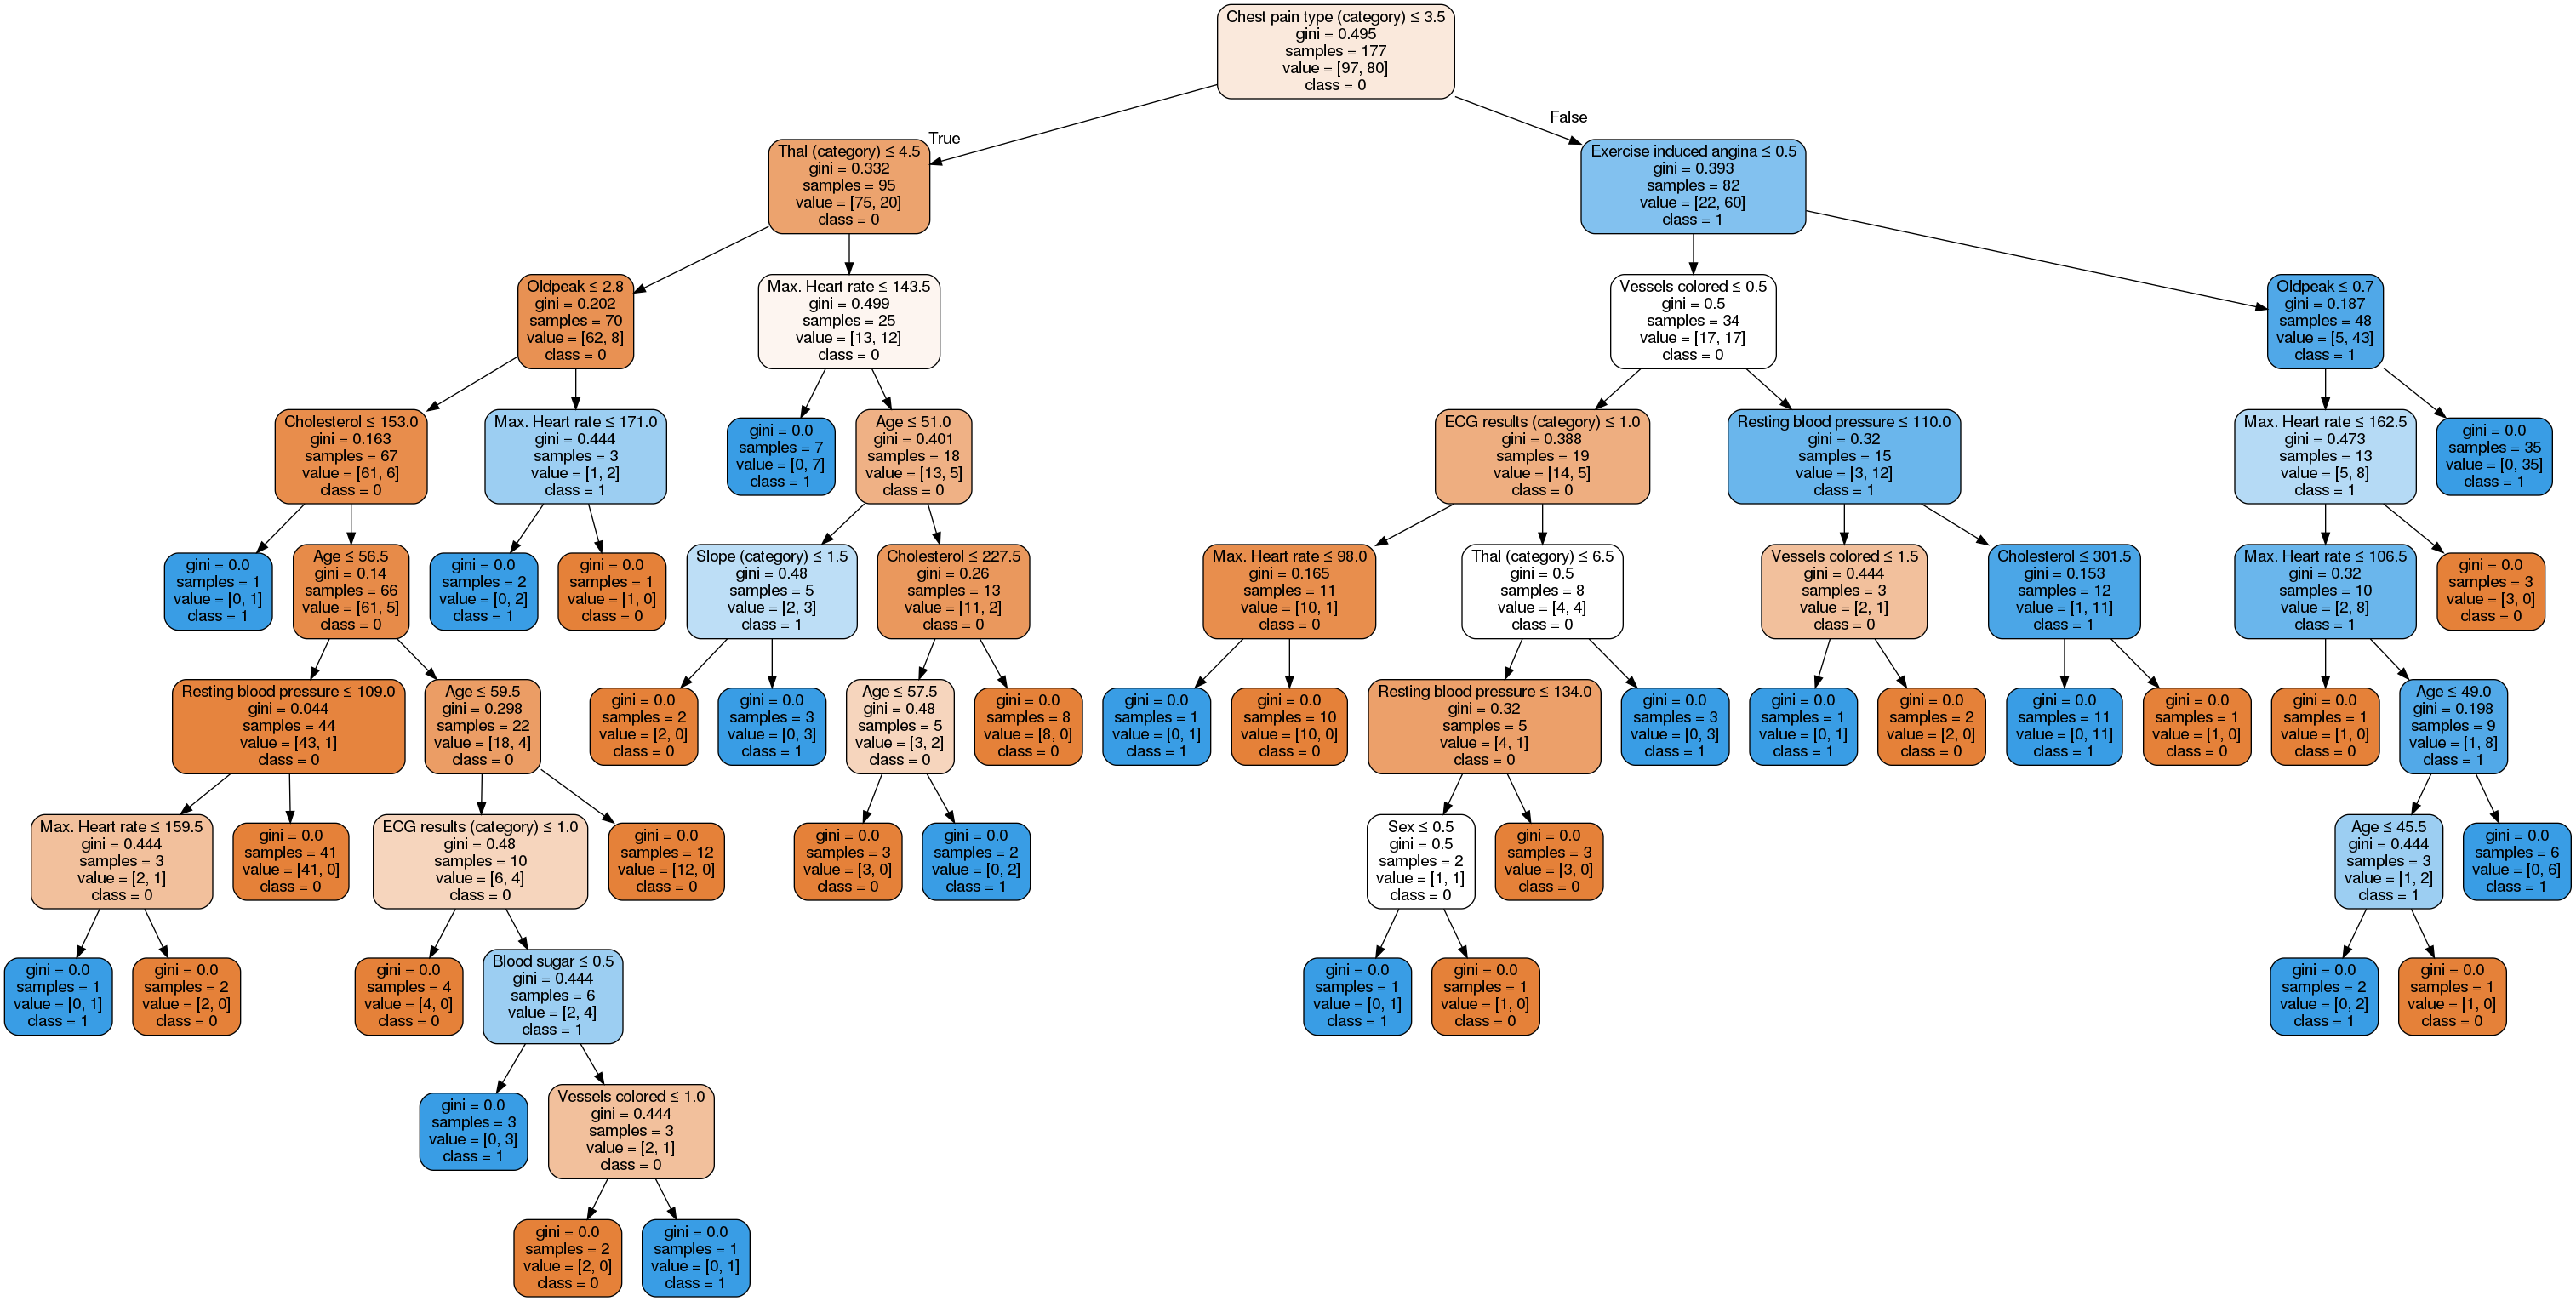 Chest pain type (category) ≤ 3.5
gini = 0.495
samples = 177
value = [97, 80]
class = 0
True
False
Thal (category) ≤ 4.5
gini = 0.332
samples = 95
value = [75, 20]
class = 0
Exercise induced angina ≤ 0.5
gini = 0.393
samples = 82
value = [22, 60]
class = 1
Oldpeak ≤ 2.8
gini = 0.202
samples = 70
value = [62, 8]
class = 0
Max. Heart rate ≤ 143.5
gini = 0.499
samples = 25
value = [13, 12]
class = 0
Vessels colored ≤ 0.5
gini = 0.5
samples = 34
value = [17, 17]
class = 0
Oldpeak ≤ 0.7
gini = 0.187
samples = 48
value = [5, 43]
class = 1
Cholesterol ≤ 153.0
gini = 0.163
samples = 67
value = [61, 6]
class = 0
Max. Heart rate ≤ 171.0
gini = 0.444
samples = 3
value = [1, 2]
class = 1
gini = 0.0
samples = 7
value = [0, 7]
class = 1
Age ≤ 51.0
gini = 0.401
samples = 18
value = [13, 5]
class = 0
ECG results (category) ≤ 1.0
gini = 0.388
samples = 19
value = [14, 5]
class = 0
Resting blood pressure ≤ 110.0
gini = 0.32
samples = 15
value = [3, 12]
class = 1
Max. Heart rate ≤ 162.5
gini = 0.473
samples = 13
value = [5, 8]
class = 1
gini = 0.0
samples = 35
value = [0, 35]
class = 1
gini = 0.0
samples = 1
value = [0, 1]
class = 1
Age ≤ 56.5
gini = 0.14
samples = 66
value = [61, 5]
class = 0
gini = 0.0
samples = 2
value = [0, 2]
class = 1
gini = 0.0
samples = 1
value = [1, 0]
class = 0
Slope (category) ≤ 1.5
gini = 0.48
samples = 5
value = [2, 3]
class = 1
Cholesterol ≤ 227.5
gini = 0.26
samples = 13
value = [11, 2]
class = 0
Max. Heart rate ≤ 98.0
gini = 0.165
samples = 11
value = [10, 1]
class = 0
Thal (category) ≤ 6.5
gini = 0.5
samples = 8
value = [4, 4]
class = 0
Vessels colored ≤ 1.5
gini = 0.444
samples = 3
value = [2, 1]
class = 0
Cholesterol ≤ 301.5
gini = 0.153
samples = 12
value = [1, 11]
class = 1
Max. Heart rate ≤ 106.5
gini = 0.32
samples = 10
value = [2, 8]
class = 1
gini = 0.0
samples = 3
value = [3, 0]
class = 0
Resting blood pressure ≤ 109.0
gini = 0.044
samples = 44
value = [43, 1]
class = 0
Age ≤ 59.5
gini = 0.298
samples = 22
value = [18, 4]
class = 0
gini = 0.0
samples = 2
value = [2, 0]
class = 0
gini = 0.0
samples = 3
value = [0, 3]
class = 1
Age ≤ 57.5
gini = 0.48
samples = 5
value = [3, 2]
class = 0
gini = 0.0
samples = 8
value = [8, 0]
class = 0
gini = 0.0
samples = 1
value = [0, 1]
class = 1
gini = 0.0
samples = 10
value = [10, 0]
class = 0
Resting blood pressure ≤ 134.0
gini = 0.32
samples = 5
value = [4, 1]
class = 0
gini = 0.0
samples = 3
value = [0, 3]
class = 1
gini = 0.0
samples = 1
value = [0, 1]
class = 1
gini = 0.0
samples = 2
value = [2, 0]
class = 0
gini = 0.0
samples = 11
value = [0, 11]
class = 1
gini = 0.0
samples = 1
value = [1, 0]
class = 0
gini = 0.0
samples = 1
value = [1, 0]
class = 0
Age ≤ 49.0
gini = 0.198
samples = 9
value = [1, 8]
class = 1
Max. Heart rate ≤ 159.5
gini = 0.444
samples = 3
value = [2, 1]
class = 0
gini = 0.0
samples = 41
value = [41, 0]
class = 0
ECG results (category) ≤ 1.0
gini = 0.48
samples = 10
value = [6, 4]
class = 0
gini = 0.0
samples = 12
value = [12, 0]
class = 0
gini = 0.0
samples = 3
value = [3, 0]
class = 0
gini = 0.0
samples = 2
value = [0, 2]
class = 1
Sex ≤ 0.5
gini = 0.5
samples = 2
value = [1, 1]
class = 0
gini = 0.0
samples = 3
value = [3, 0]
class = 0
Age ≤ 45.5
gini = 0.444
samples = 3
value = [1, 2]
class = 1
gini = 0.0
samples = 6
value = [0, 6]
class = 1
gini = 0.0
samples = 1
value = [0, 1]
class = 1
gini = 0.0
samples = 2
value = [2, 0]
class = 0
gini = 0.0
samples = 4
value = [4, 0]
class = 0
Blood sugar ≤ 0.5
gini = 0.444
samples = 6
value = [2, 4]
class = 1
gini = 0.0
samples = 1
value = [0, 1]
class = 1
gini = 0.0
samples = 1
value = [1, 0]
class = 0
gini = 0.0
samples = 2
value = [0, 2]
class = 1
gini = 0.0
samples = 1
value = [1, 0]
class = 0
gini = 0.0
samples = 3
value = [0, 3]
class = 1
Vessels colored ≤ 1.0
gini = 0.444
samples = 3
value = [2, 1]
class = 0
gini = 0.0
samples = 2
value = [2, 0]
class = 0
gini = 0.0
samples = 1
value = [0, 1]
class = 1